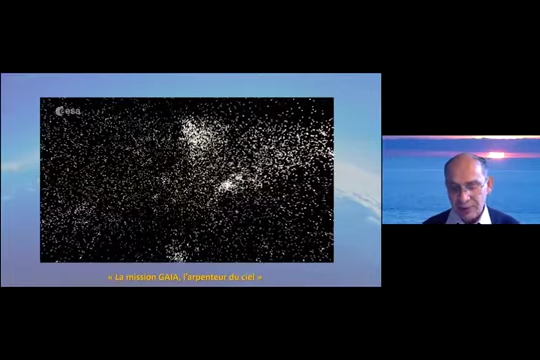 esa
« La mission GAIA, l'arpenteur du ciel »